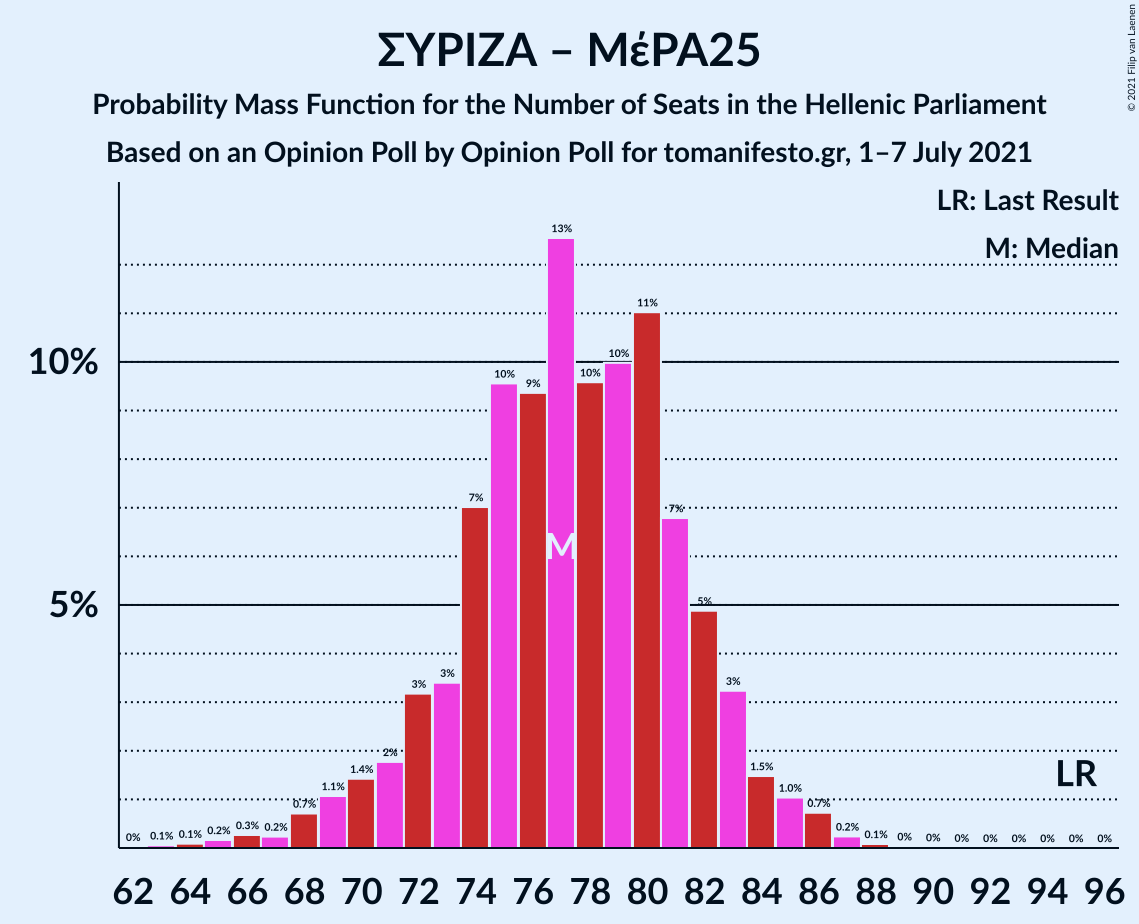 ΣΥΡΙΖΑ – ΜέΡΑ25
Probability Mass Function for the Number of Seats in the Hellenic Parliament
Based on an Opinion Poll by Opinion Poll for tomanifesto.gr, 1–7 July 2021
© 2021 Filip van Laenen
LR: Last Result
M: Median
10%
5%
0% 0.1% 0.1% 0.2% 0.3% 0.2% 0.7% 1.1% 1.4% 2% 3% 3% 7% 10% 9% 13% 10% 10% 11% 7% 5% 3% 1.5% 1.0% 0.7% 0.2% 0.1% 0% 0% 0% 0% 0% 0% 0% 0%
M
LR
62 64 66 68 70 72 74 76 78 80 82 84 86 88 90 92 94 96